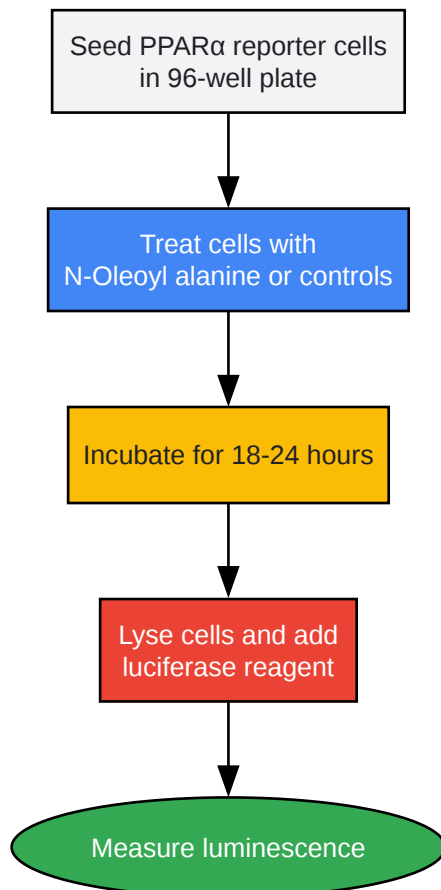 Seed PPARα reporter cells
in 96-well plate
Treat cells with
N-Oleoyl alanine or controls
Incubate for 18-24 hours
Lyse cells and add
luciferase reagent
Measure luminescence